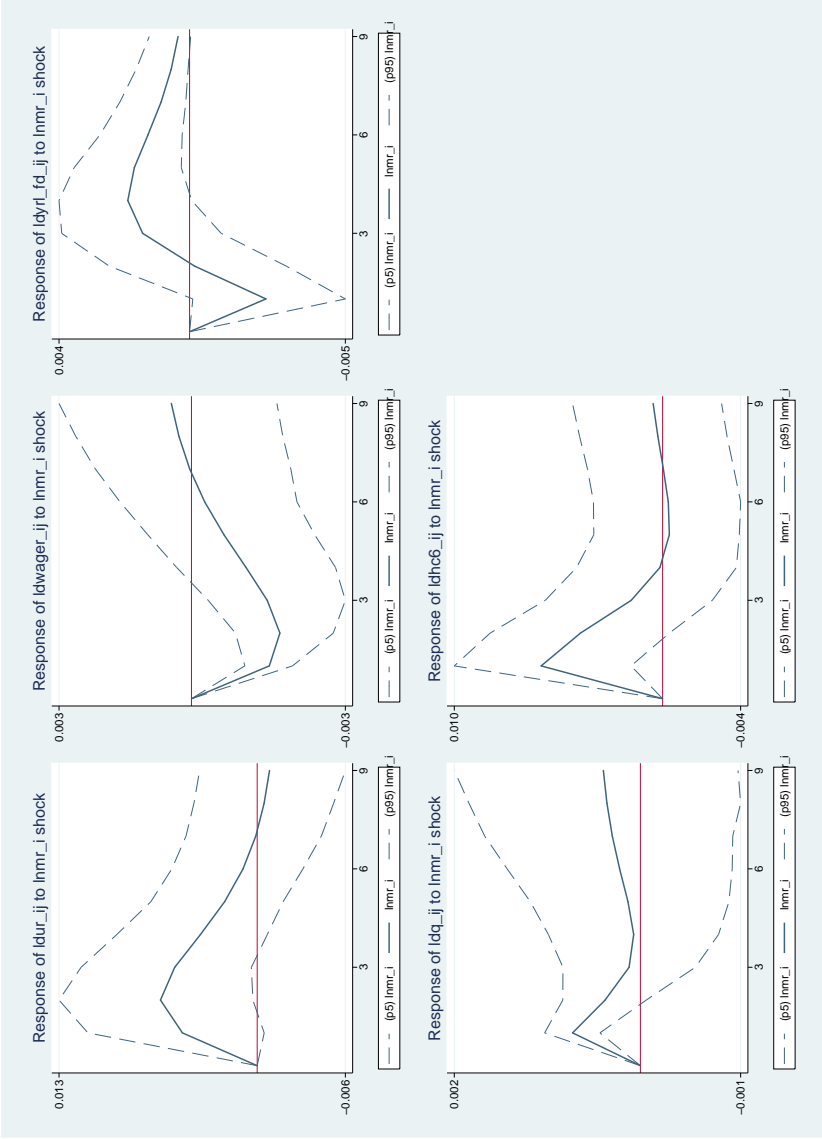 Response of ldur_ij to lnmr_i shock
0.013
−0.006
3 6 9
(p5) lnmr_i lnmr_i (p95) lnmr_i
Response of ldwager_ij to lnmr_i shock
0.003
−0.003
3 6 9
(p5) lnmr_i lnmr_i (p95) lnmr_i
Response of ldyrl_fd_ij to lnmr_i shock
0.004
−0.005
3 6 9
(p5) lnmr_i lnmr_i (p95) lnmr_i
Response of ldq_ij to lnmr_i shock
0.002
−0.001
3 6 9
(p5) lnmr_i lnmr_i (p95) lnmr_i
Response of ldhc6_ij to lnmr_i shock
0.010
−0.004
3 6 9
(p5) lnmr_i lnmr_i (p95) lnmr_i